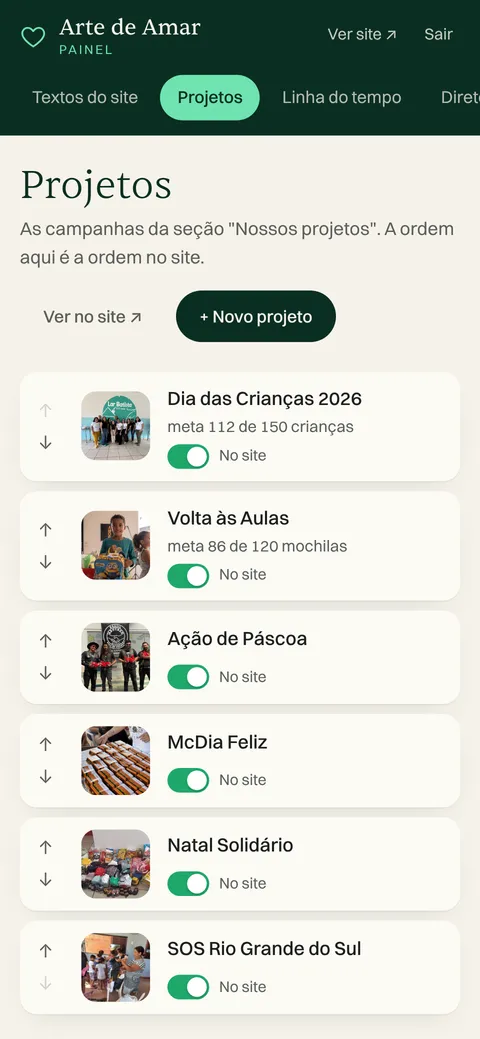 Arte de Amar
PAINEL
Ver site ↗
Sair
Textos do site
Projetos
Linha do tempo
Diret
Projetos
As campanhas da seção "Nossos projetos". A ordem
aqui é a ordem no site.
Ver no site ↗
+ Novo projeto
Dia das Crianças 2026
meta 112 de 150 crianças
No site
Volta às Aulas
meta 86 de 120 mochilas
No site
Ação de Páscoa
No site
McDia Feliz
No site
Natal Solidário
No site
SOS Rio Grande do Sul
No site